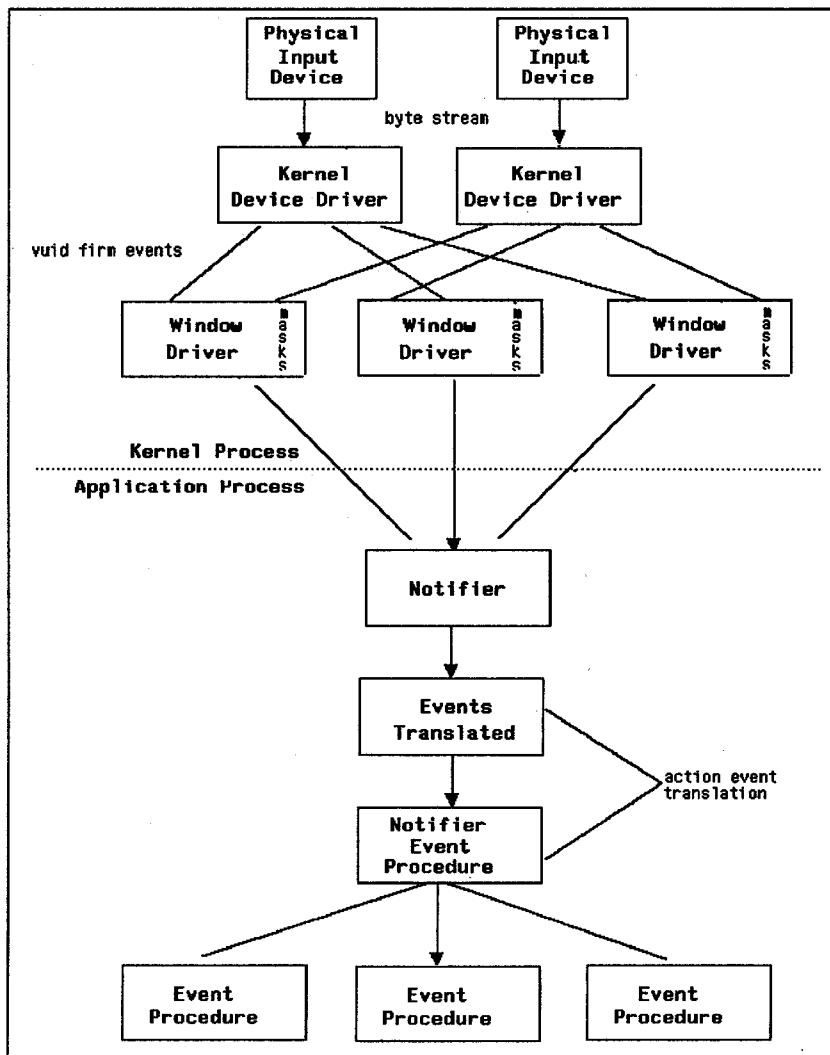 Physical
Input
Device
Physical
Input
Device
byte stream
Kernel
Device Driver
Kernel
Device Driver
vuid firm events
Window
Driver
masks
Window
Driver
masks
Window
Driver
masks
Kernel Process
Application Process
Notifier
Events
Translated
action event
translation
Notifier
Event
Procedure
Event
Procedure
Event
Procedure
Event
Procedure